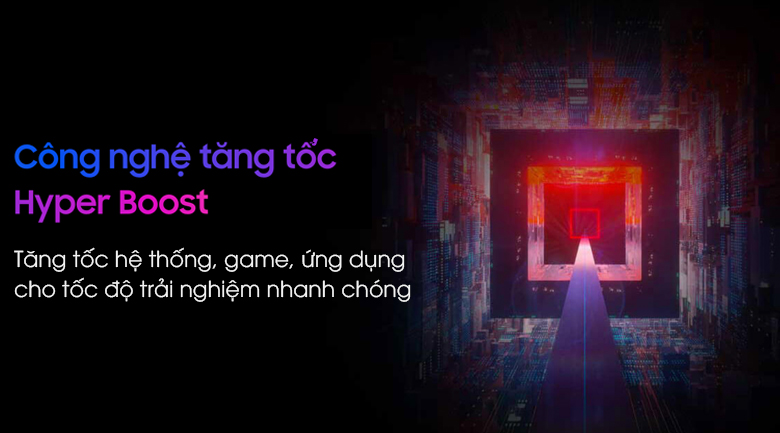 Công nghệ tăng tốc
Hyper Boost
Tăng tốc hệ thống, game, ứng dụng
cho tốc độ trải nghiệm nhanh chóng